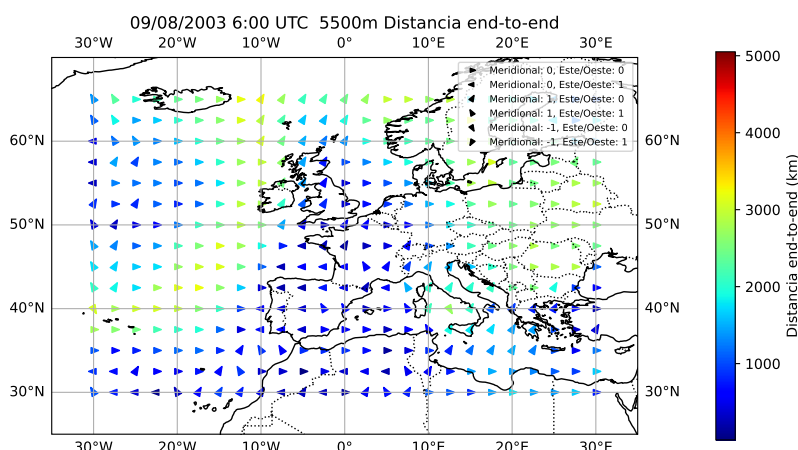 09/08/2003 6:00 UTC  5500m Distancia end-to-end
30°W 20°W 10°W 0° 10°E 20°E 30°E
Meridional: 0, Este/Oeste: 0
Meridional: 0, Este/Oeste: 1
Meridional: 1, Este/Oeste: 0
Meridional: 1, Este/Oeste: 1
Meridional: -1, Este/Oeste: 0
Meridional: -1, Este/Oeste: 1
60°N 60°N
50°N 50°N
40°N 40°N
30°N 30°N
30°W 20°W 10°W 0° 10°E 20°E 30°E
5000
4000
3000
2000
1000
Distancia end-to-end (km)